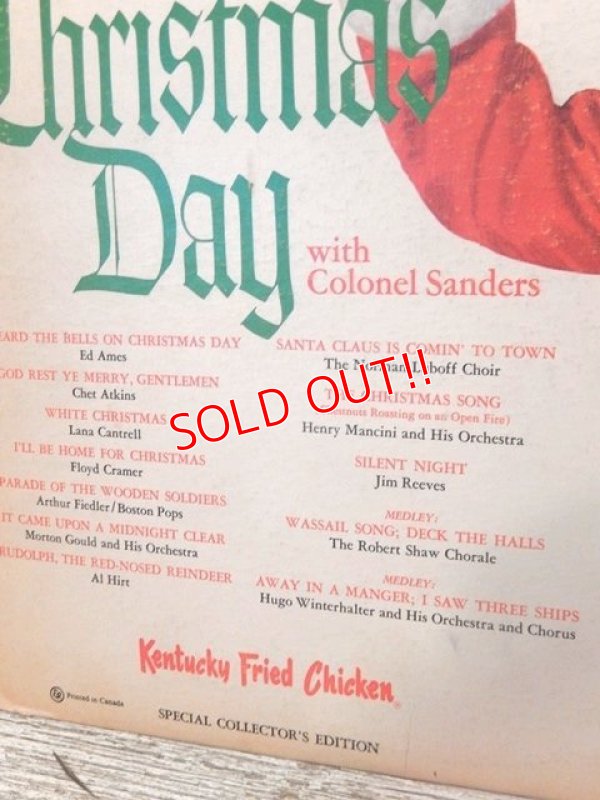 Christmas
Day
with
Colonel Sanders
EARD THE BELLS ON CHRISTMAS DAY
Ed Ames
GOD REST YE MERRY, GENTLEMEN
Chet Atkins
WHITE CHRISTMAS
Lana Cantrell
I'LL BE HOME FOR CHRISTMAS
Floyd Cramer
PARADE OF THE WOODEN SOLDIERS
Arthur Fiedler/Boston Pops
IT CAME UPON A MIDNIGHT CLEAR
Morton Gould and His Orchestra
RUDOLPH, THE RED-NOSED REINDEER
Al Hirt
SANTA CLAUS IS COMIN' TO TOWN
The Norman Luboff Choir
THE CHRISTMAS SONG
(Chestnuts Roasting on an Open Fire)
Henry Mancini and His Orchestra
SILENT NIGHT
Jim Reeves
MEDLEY:
WASSAIL SONG; DECK THE HALLS
The Robert Shaw Chorale
MEDLEY:
AWAY IN A MANGER; I SAW THREE SHIPS
Hugo Winterhalter and His Orchestra and Chorus
SOLD OUT!!
Kentucky Fried Chicken®
Printed in Canada
SPECIAL COLLECTOR'S EDITION